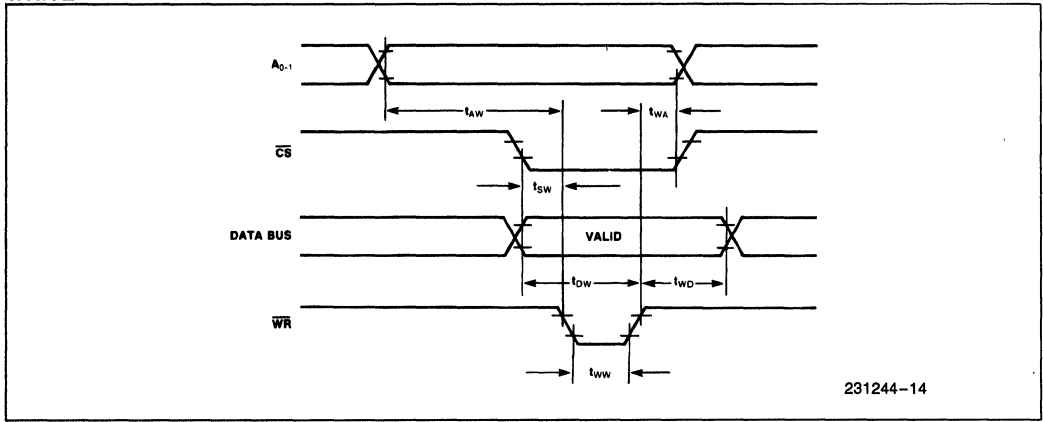 A0-1
tAW
tWA
CS
tSW
DATA BUS
VALID
tDW
tWD
WR
tWW
231244-14